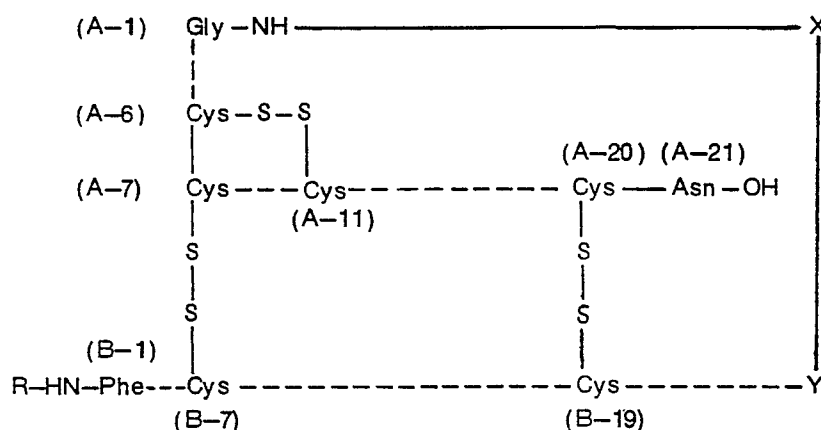 (A–1) Gly–NH X
(A–6) Cys–S–S
(A–20) (A–21)
(A–7) Cys Cys Cys Asn–OH
(A–11)
S S
S S
(B–1)
R–HN–Phe Cys Cys Y
(B–7) (B–19)